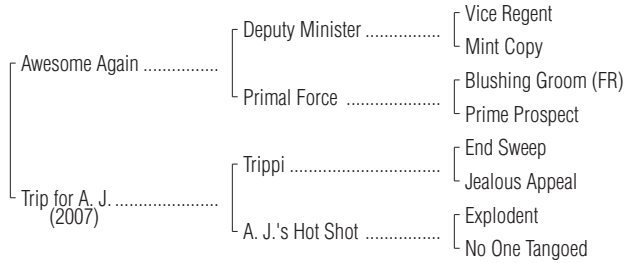 Vice Regent
Deputy Minister ..................
Mint Copy
Awesome Again ................
Blushing Groom (FR)
Primal Force ......................
Prime Prospect
End Sweep
Trippi ...................................
Jealous Appeal
Trip for A. J. ......................
(2007)
Explodent
A. J.'s Hot Shot ..................
No One Tangoed